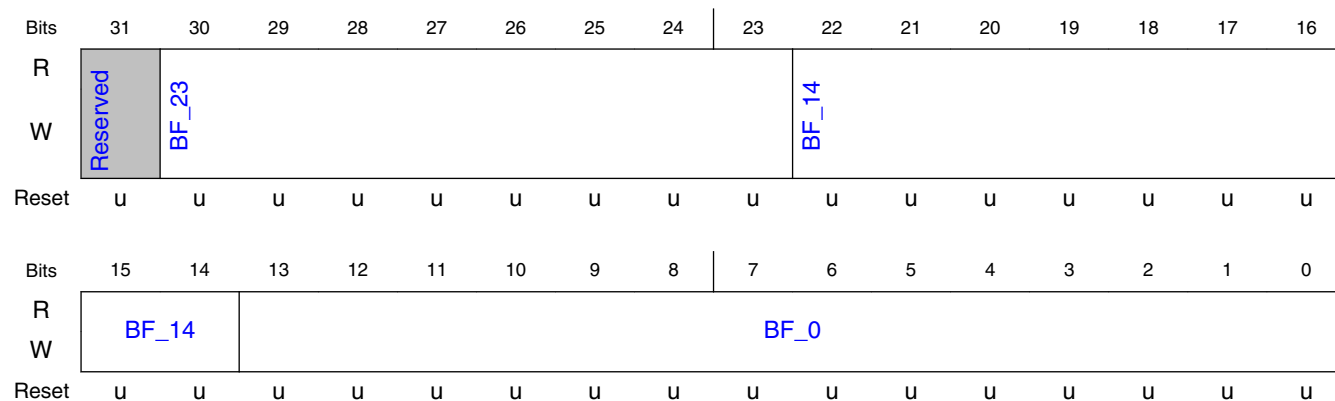 Bits 31 30 29 28 27 26 25 24 23 22 21 20 19 18 17 16
R
W
Reserved
BF_23
BF_14
Reset u u u u u u u u u u u u u u u u
Bits 15 14 13 12 11 10 9 8 7 6 5 4 3 2 1 0
R
W
BF_14
BF_0
Reset u u u u u u u u u u u u u u u u